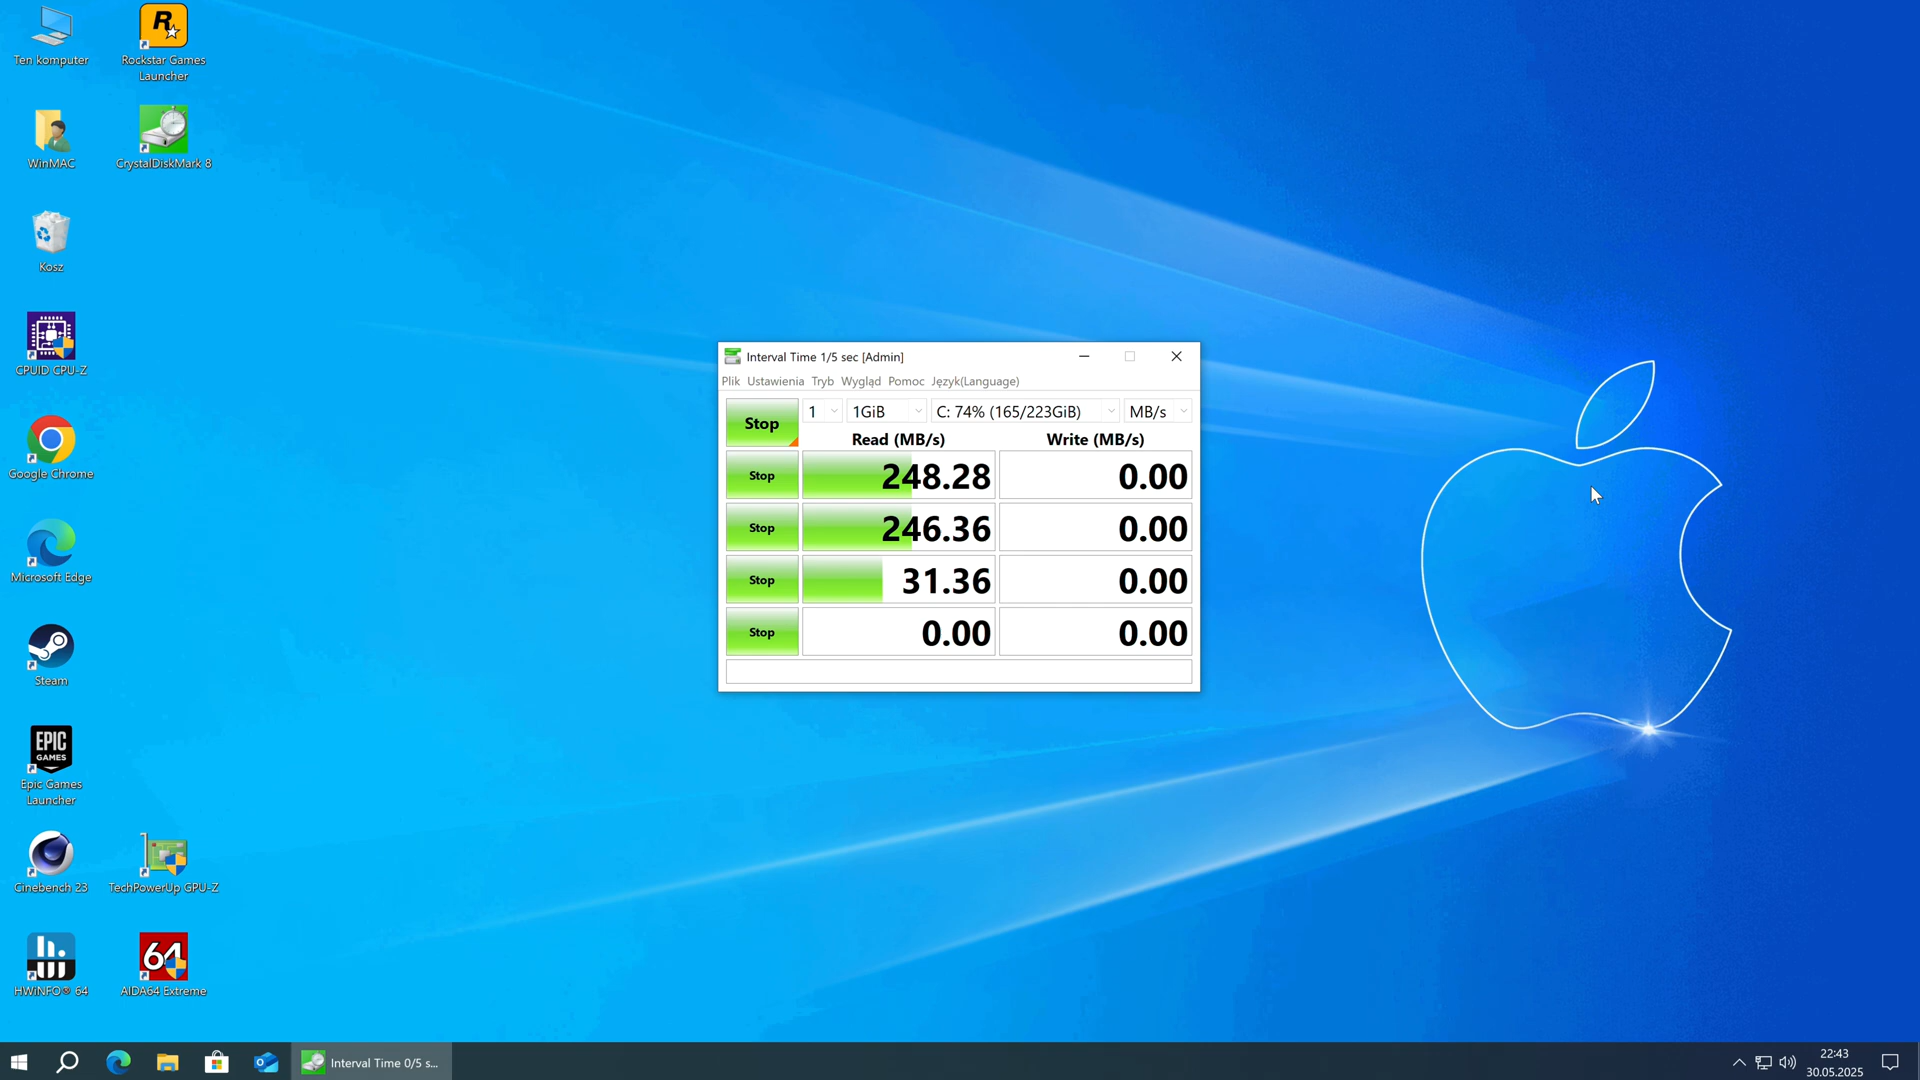 Ten komputer
Rockstar Games
Launcher
WinMAC
CrystalDiskMark 8
Kosz
CPUID CPU-Z
Google Chrome
Microsoft Edge
Steam
EPIC
GAMES
Epic Games
Launcher
Cinebench 23
TechPowerUp GPU-Z
HWiNFO® 64
64
AIDA64 Extreme
Interval Time 1/5 sec [Admin]
Plik Ustawienia Tryb Wygląd Pomoc Język(Language)
Stop 1 1GiB C: 74% (165/223GiB) MB/s
Read (MB/s) Write (MB/s)
Stop 248.28 0.00
Stop 246.36 0.00
Stop 31.36 0.00
Stop 0.00 0.00
Interval Time 0/5 s...
22:43
30.05.2025